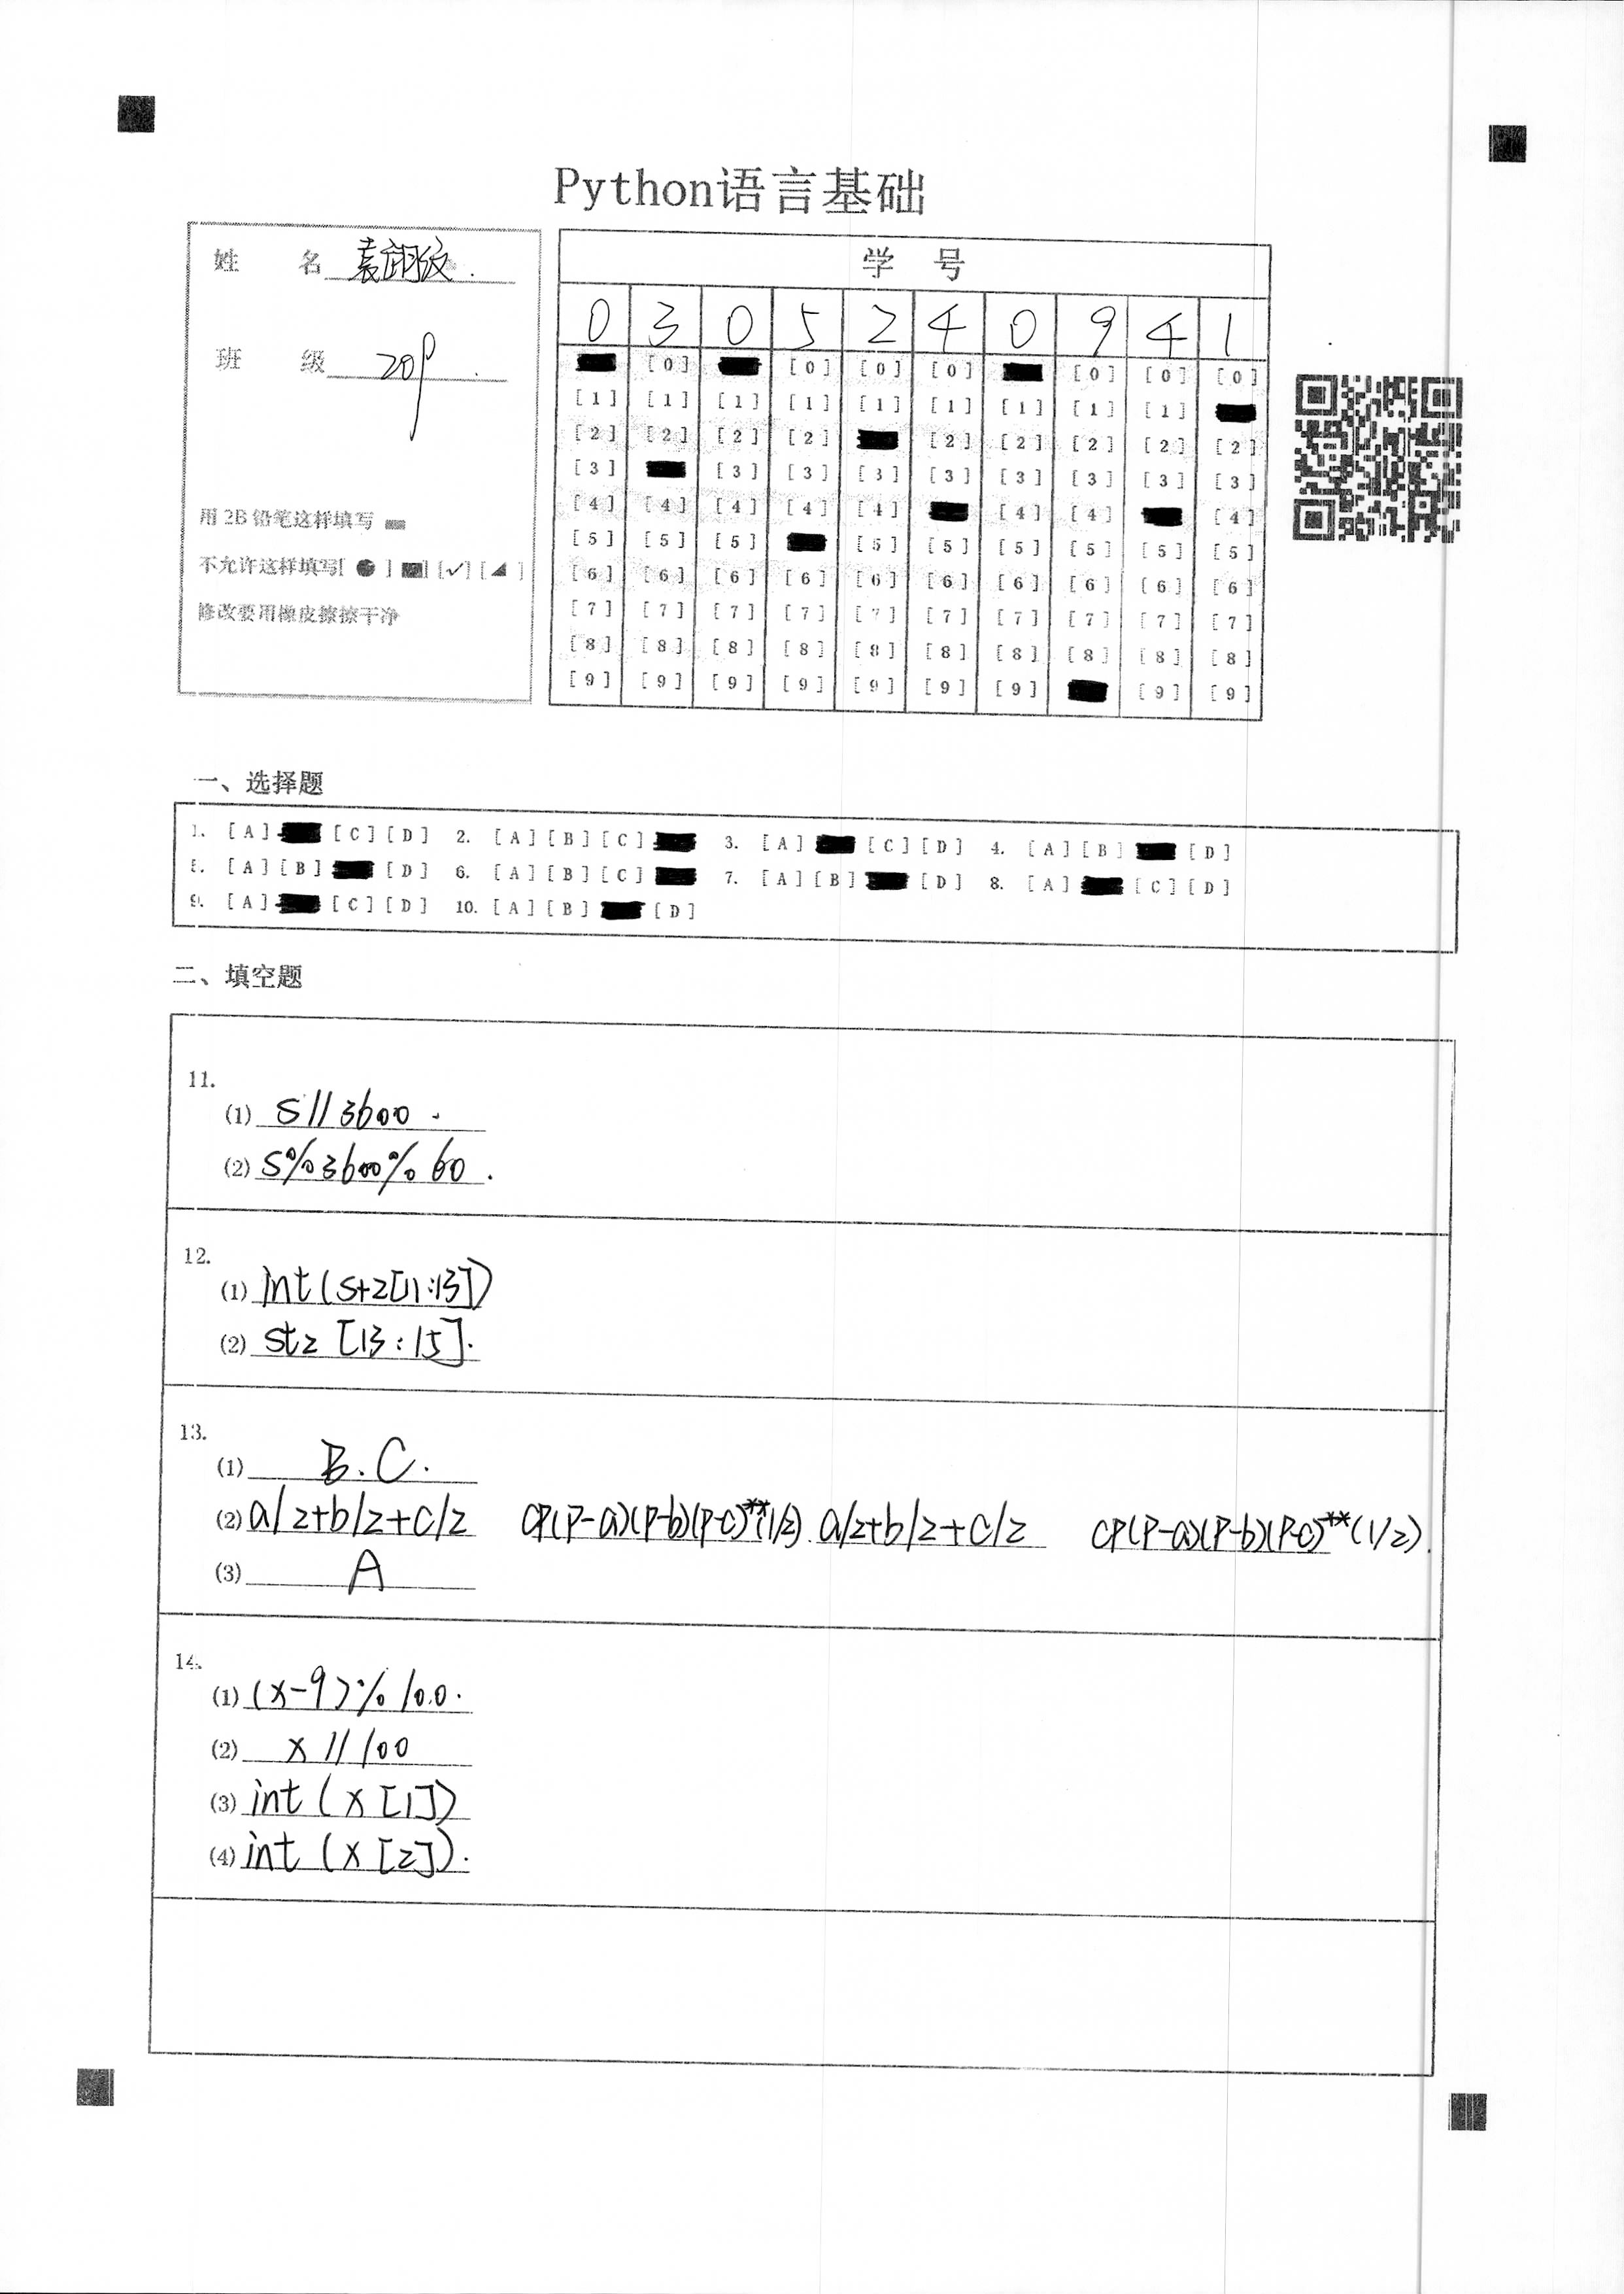 Python语言基础
姓 名
班 级 209
用 2B 铅笔这样填写
不允许这样填写[ ● ] [✓] [◢ ]
修改要用橡皮擦擦干净
学 号
0 3 0 5 2 4 0 9 4 1
[0] [0] [0] [0] [0] [0] [0]
[1] [1] [1] [1] [1] [1] [1] [1] [1]
[2] [2] [2] [2] [2] [2] [2] [2] [2]
[3] [3] [3] [3] [3] [3] [3] [3] [3]
[4] [4] [4] [4] [4] [4] [4] [4]
[5] [5] [5] [5] [5] [5] [5] [5] [5]
[6] [6] [6] [6] [6] [6] [6] [6] [6] [6]
[7] [7] [7] [7] [7] [7] [7] [7] [7] [7]
[8] [8] [8] [8] [8] [8] [8] [8] [8] [8]
[9] [9] [9] [9] [9] [9] [9] [9] [9]
一、选择题
1. [A] [C] [D] 2. [A] [B] [C] 3. [A] [C] [D] 4. [A] [B] [D]
5. [A] [B] [D] 6. [A] [B] [C] 7. [A] [B] [D] 8. [A] [C] [D]
9. [A] [C] [D] 10. [A] [B] [D]
二、填空题
11.
(1) s//3600
(2) s%3600%60.
12.
(1) int(s+2[11:13])
(2) st2 [13:15].
13.
(1) B.C.
(2) a/2+b/2+c/2 CP(P-a)(P-b)(P-c)**(1/2) a/2+b/2+c/2 CP(P-a)(P-b)(P-c)**(1/2).
(3) A
14.
(1) (x-9)%100.
(2) x//100
(3) int(x[1])
(4) int(x[2]).